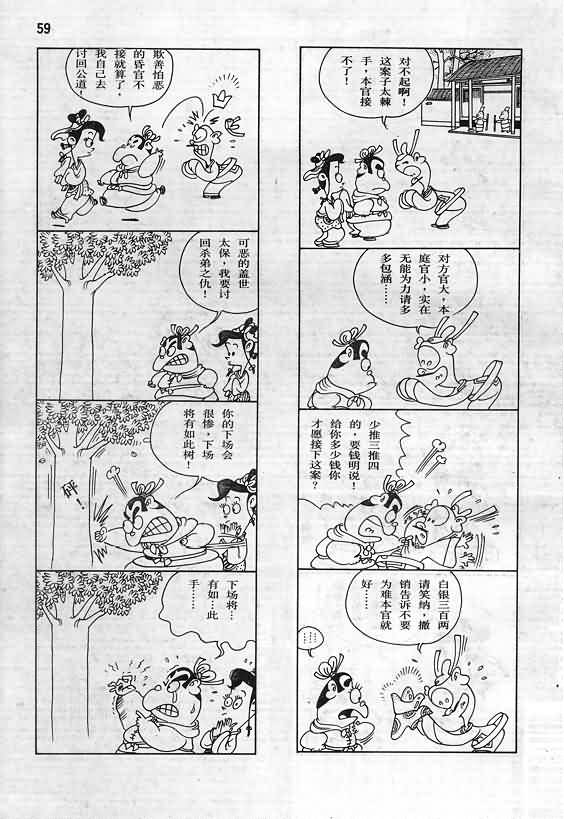 59
对不起啊！
这案子太棘
手，本官接
不了！
对方官大，本
庭官小，实在
无能为力请多
多包涵……
少推三推四
的，要钱明说！
给你多少钱你
才愿接下这案？
白银三百两
请笑纳，撤
销告诉不要
为难本官就
好……
……
欺善怕恶
的昏官不
接就算了，
我自己去
讨回公道！
可恶的盖世
太保，我要讨
回杀弟之仇！
你的下场会
很惨，下场
将有如此树！
砰！
下场将…
有如…此
手……